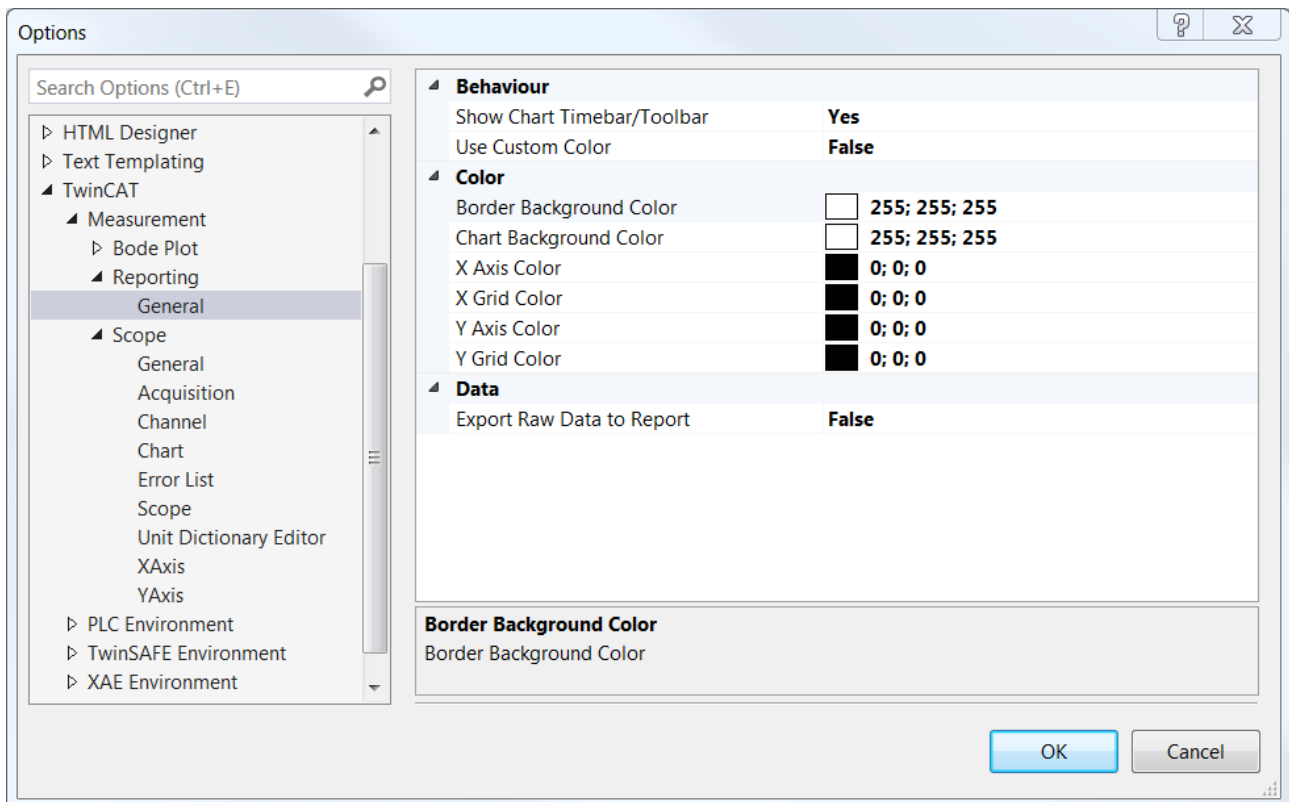 Options
Search Options (Ctrl+E)
HTML Designer
Text Templating
TwinCAT
Measurement
Bode Plot
Reporting
General
Scope
General
Acquisition
Channel
Chart
Error List
Scope
Unit Dictionary Editor
XAxis
YAxis
PLC Environment
TwinSAFE Environment
XAE Environment
Behaviour
Show Chart Timebar/Toolbar Yes
Use Custom Color False
Color
Border Background Color 255; 255; 255
Chart Background Color 255; 255; 255
X Axis Color 0; 0; 0
X Grid Color 0; 0; 0
Y Axis Color 0; 0; 0
Y Grid Color 0; 0; 0
Data
Export Raw Data to Report False
Border Background Color
Border Background Color
OK Cancel